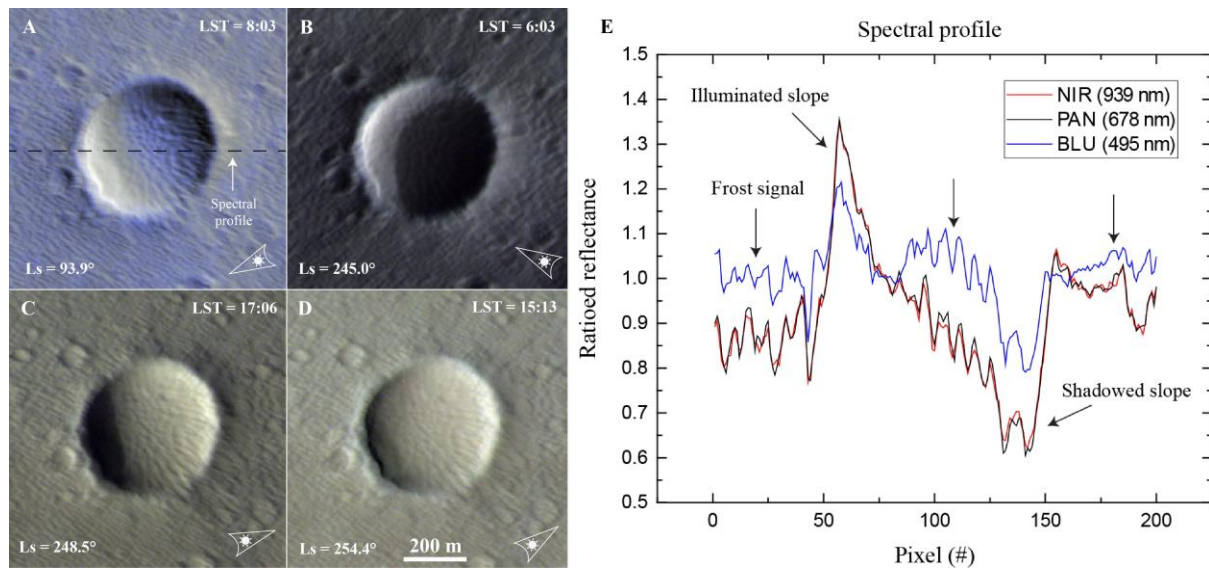 A
LST = 8:03
Spectral
profile
Ls = 93.9°
B
LST = 6:03
Ls = 245.0°
C
LST = 17:06
Ls = 248.5°
D
LST = 15:13
Ls = 254.4°
200 m
E
Spectral profile
Ratioed reflectance
1.5
1.4
1.3
1.2
1.1
1.0
0.9
0.8
0.7
0.6
0.5
Illuminated slope
Frost signal
Shadowed slope
NIR (939 nm)
PAN (678 nm)
BLU (495 nm)
0 50 100 150 200
Pixel (#)